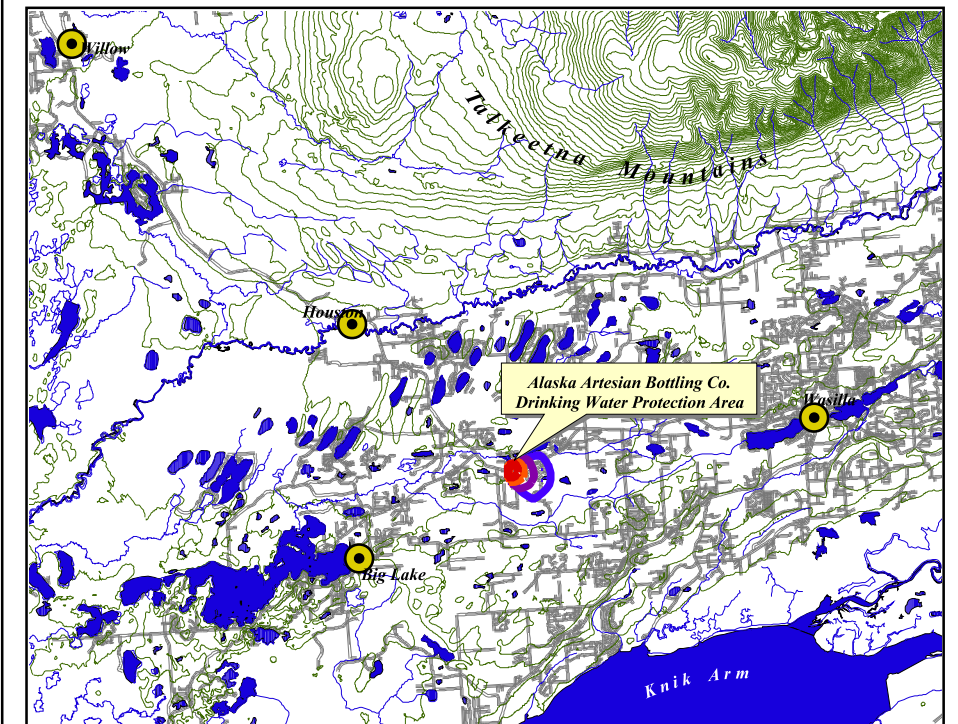 Willow
Talkeetna
Mountains
Houston
Alaska Artesian Bottling Co.
Drinking Water Protection Area
Wasilla
Big Lake
Knik Arm